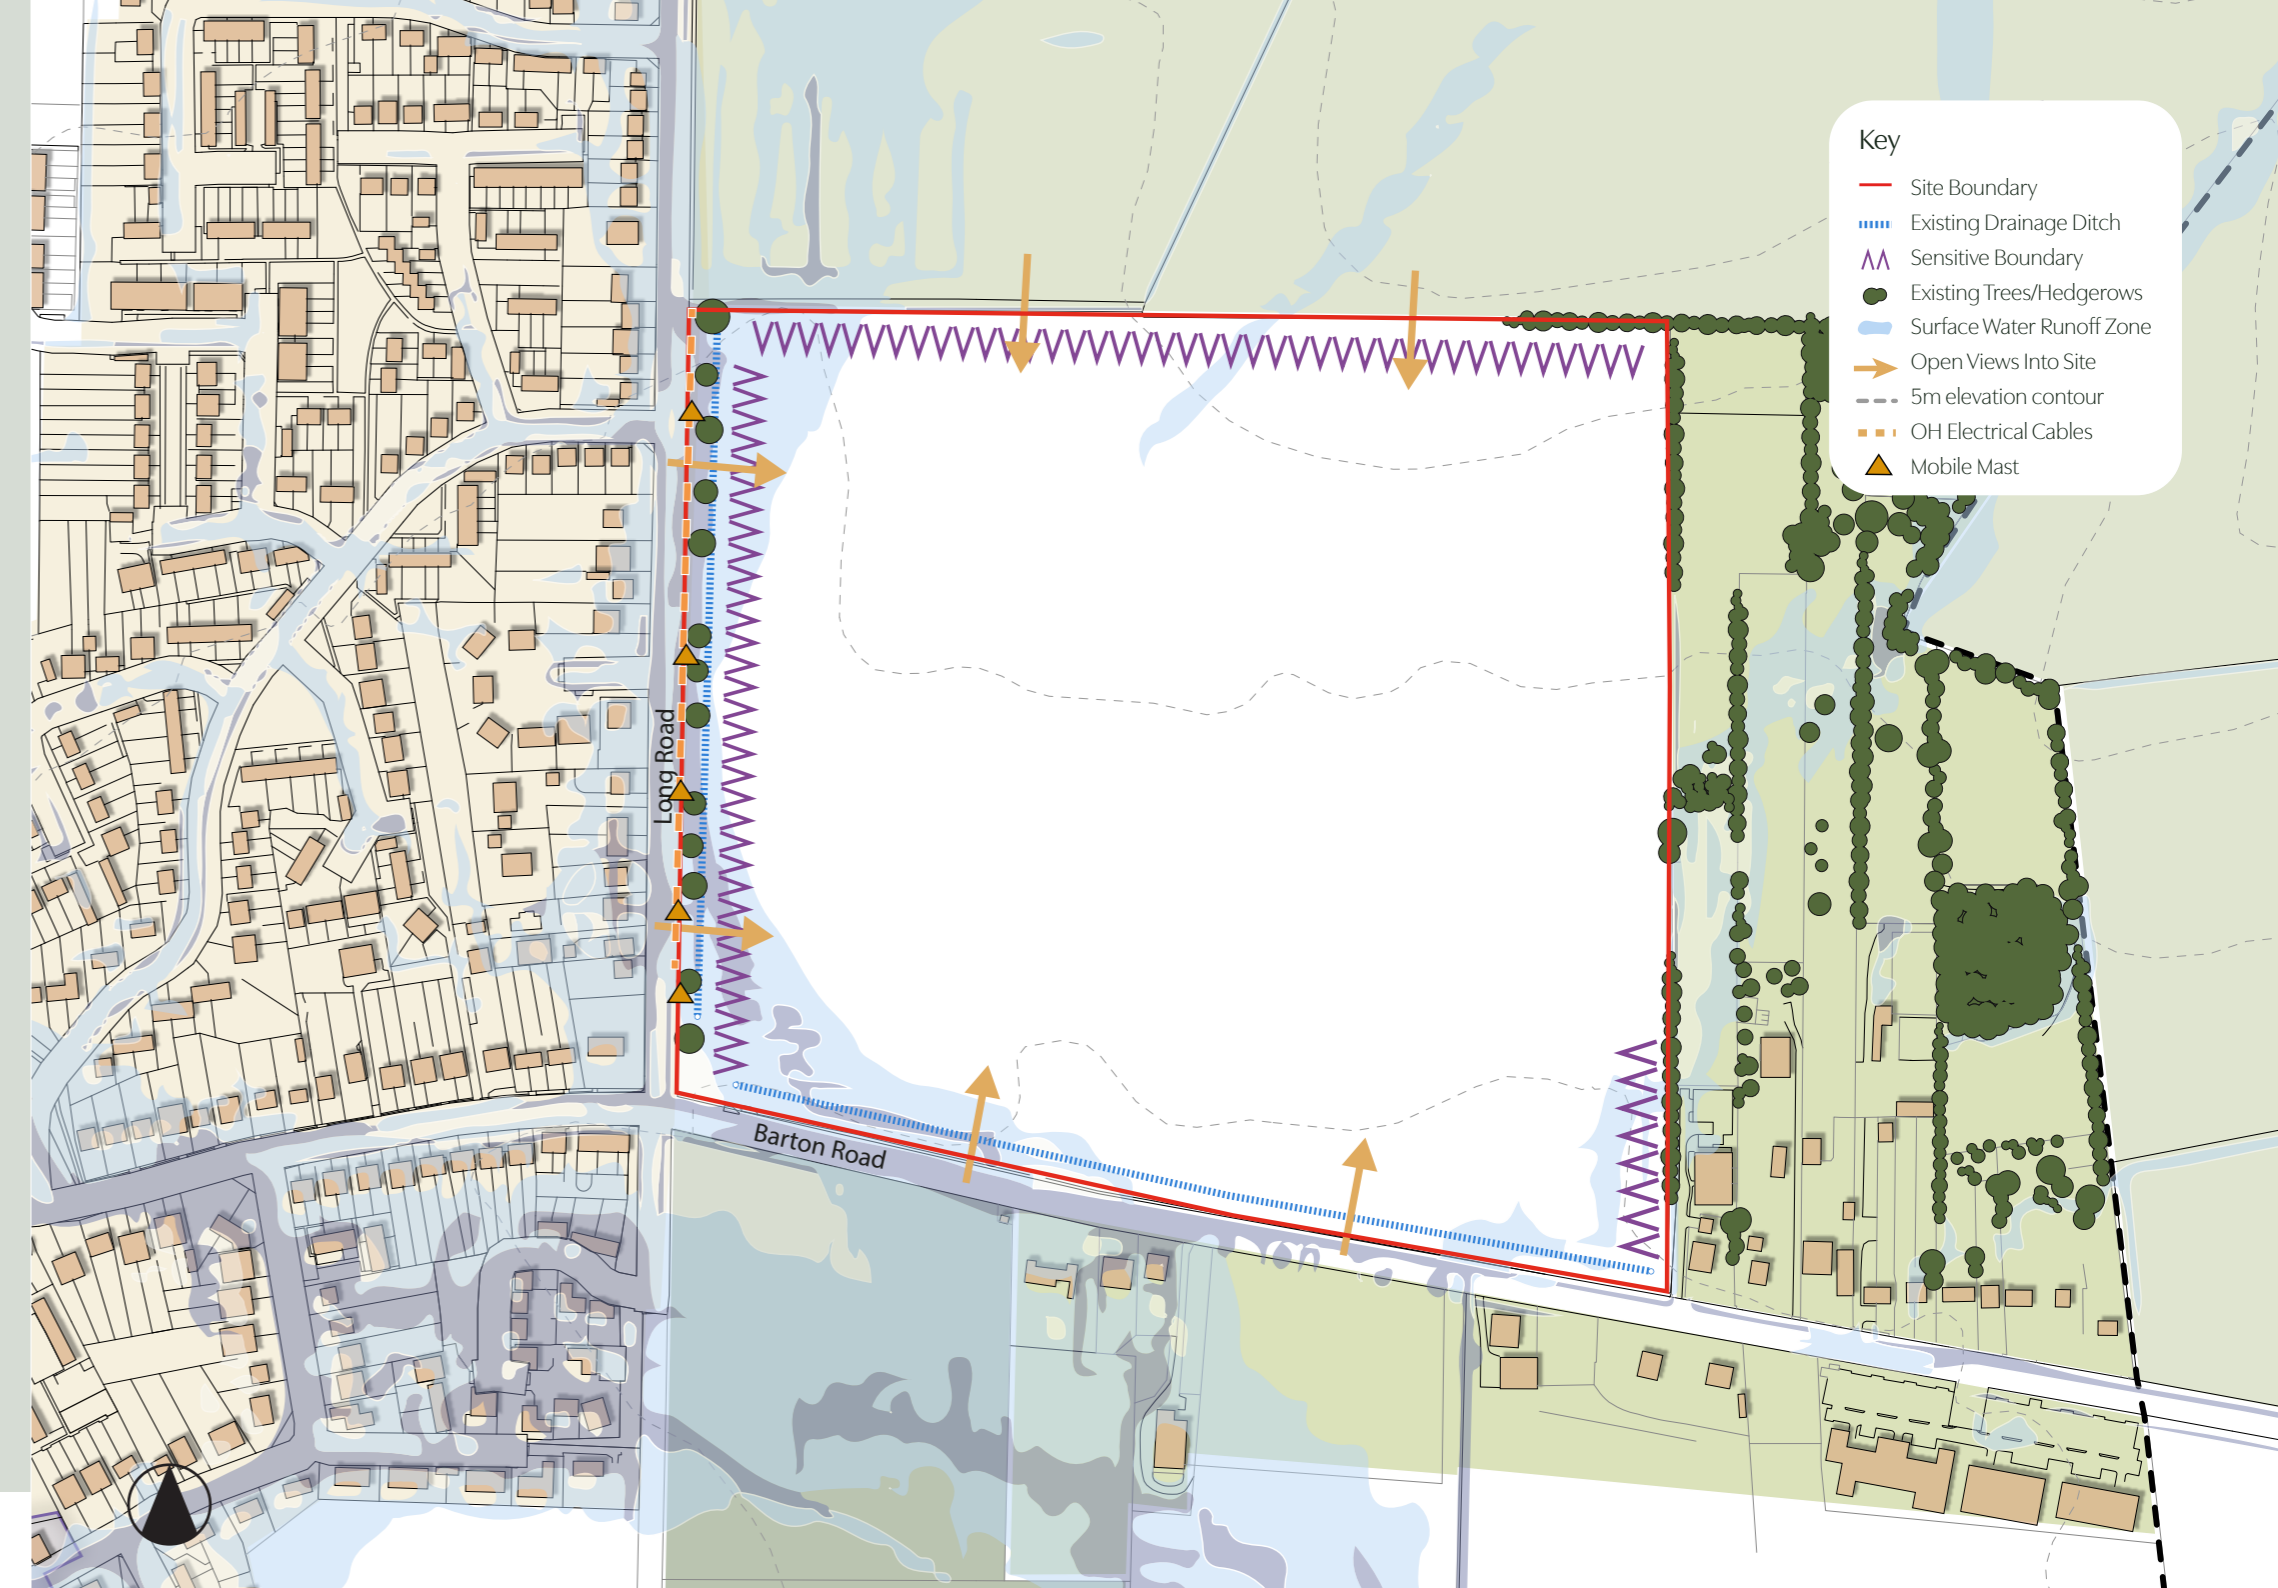 Key
Site Boundary
Existing Drainage Ditch
Sensitive Boundary
Existing Trees/Hedgerows
Surface Water Runoff Zone
Open Views Into Site
5m elevation contour
OH Electrical Cables
Mobile Mast
Long Road
Barton Road